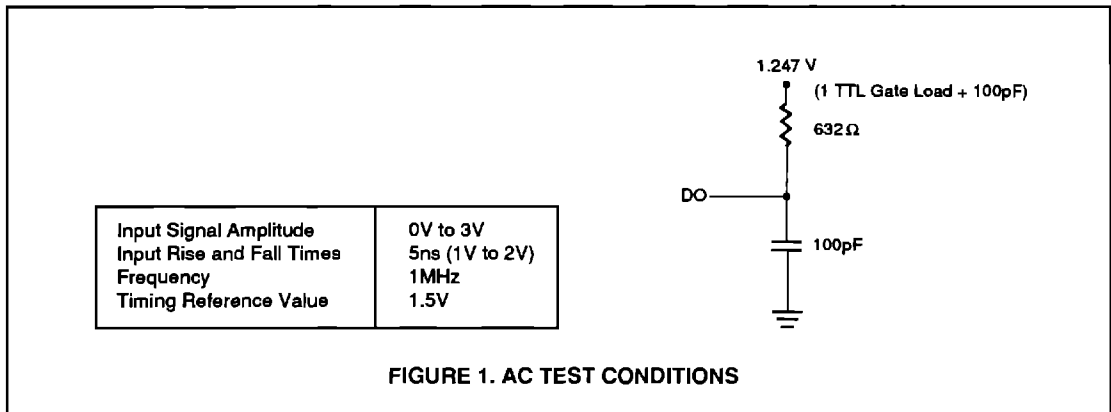 1.247 V
(1 TTL Gate Load + 100pF)
632Ω
DO
100pF
Input Signal Amplitude 0V to 3V
Input Rise and Fall Times 5ns (1V to 2V)
Frequency 1MHz
Timing Reference Value 1.5V
FIGURE 1. AC TEST CONDITIONS